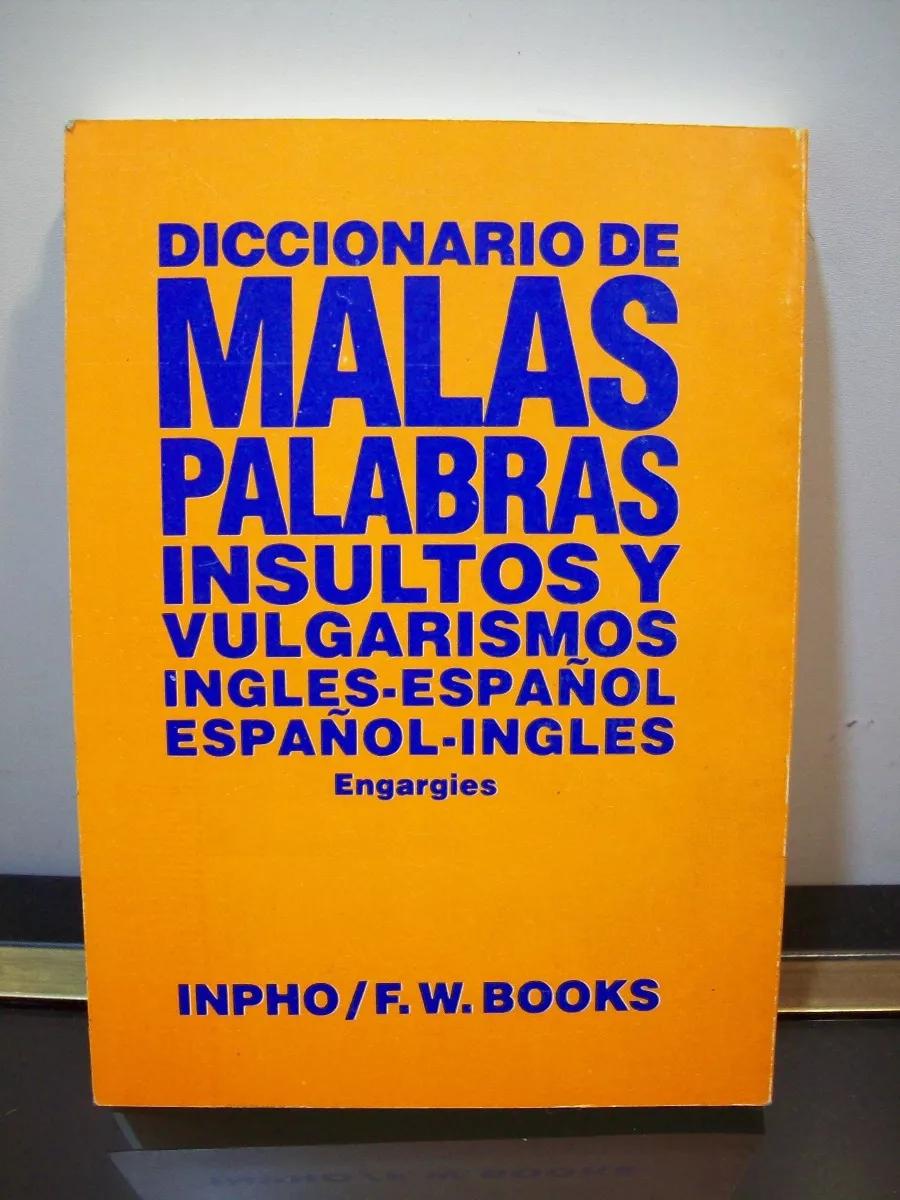 DICCIONARIO DE
MALAS
PALABRAS
INSULTOS Y
VULGARISMOS
INGLES-ESPAÑOL
ESPAÑOL-INGLES
Engargies
INPHO/F. W. BOOKS